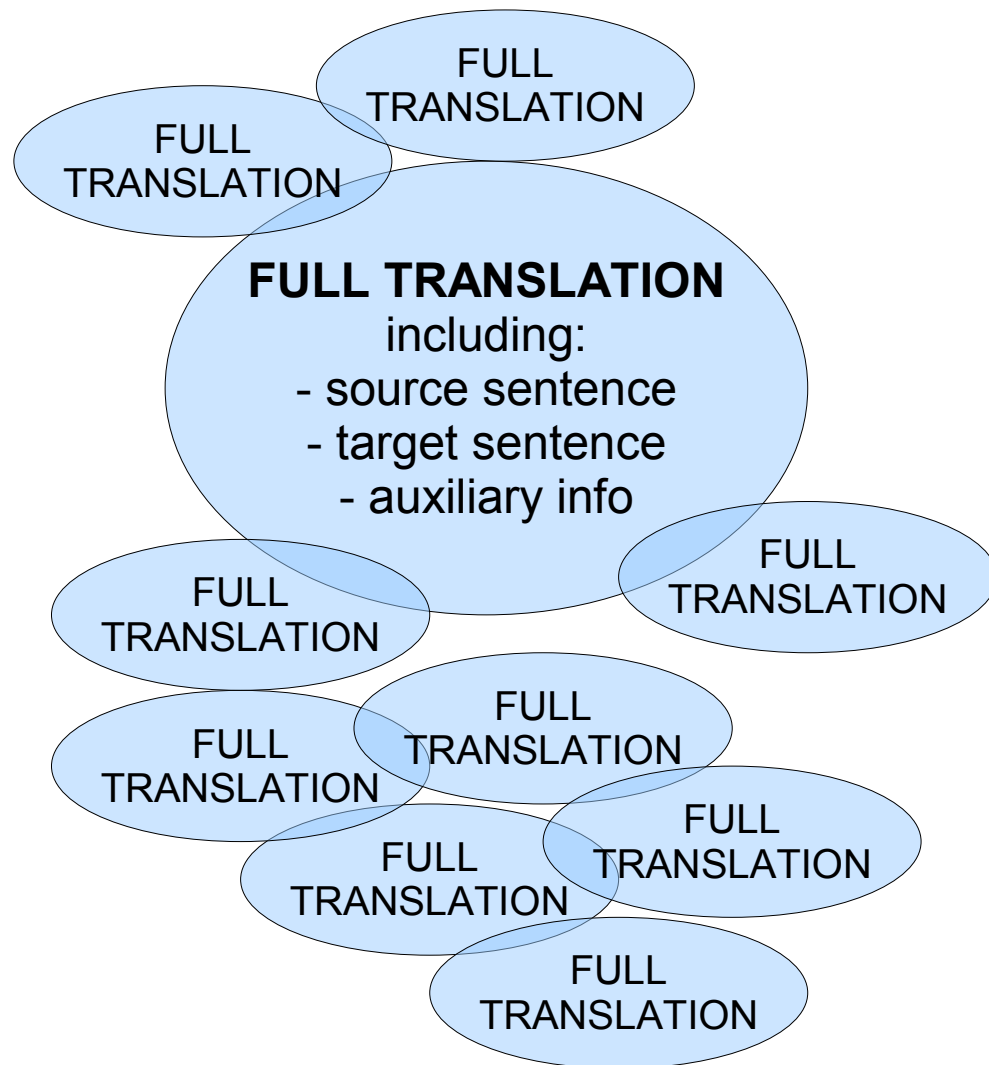 FULL
TRANSLATION
FULL
TRANSLATION
FULL TRANSLATION
including:
- source sentence
- target sentence
- auxiliary info
FULL
TRANSLATION
FULL
TRANSLATION
FULL
TRANSLATION
FULL
TRANSLATION
FULL
TRANSLATION
FULL
TRANSLATION
FULL
TRANSLATION